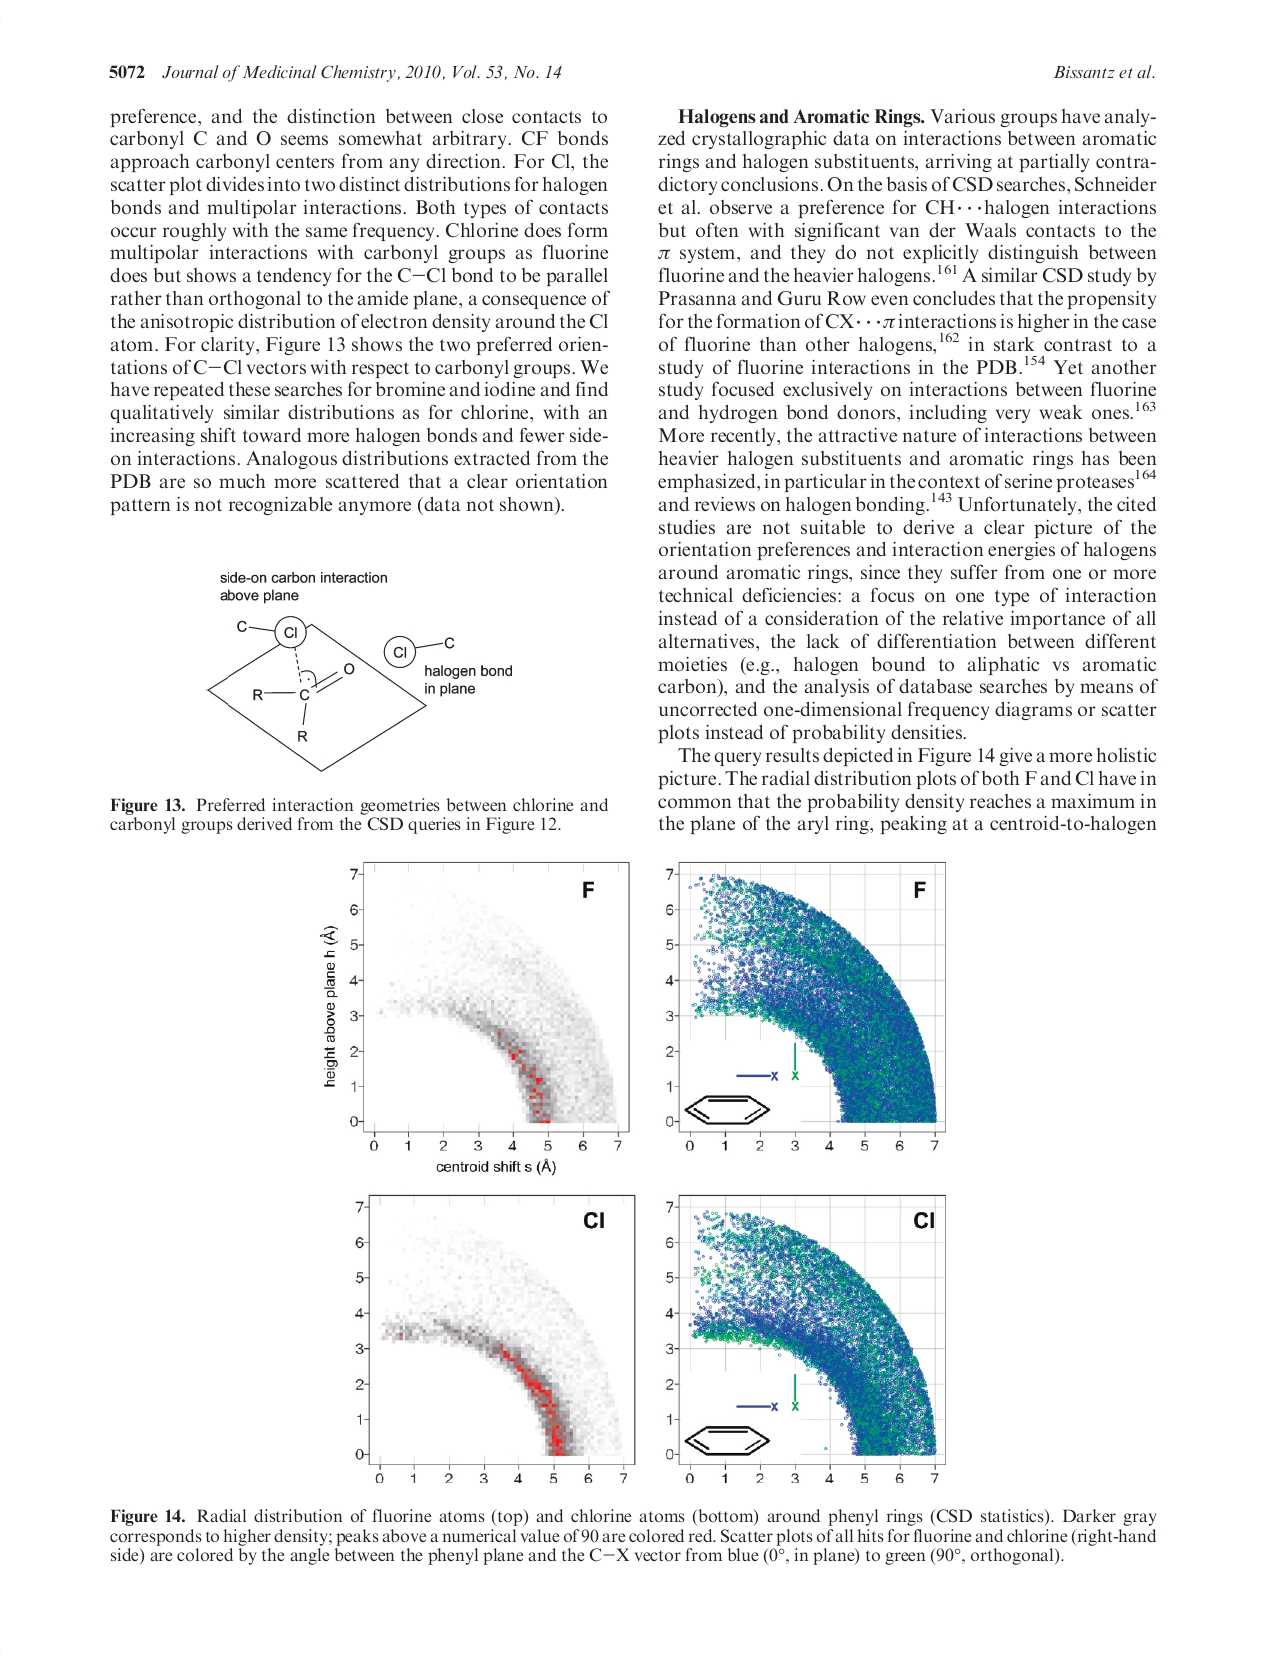 5072 Journal of Medicinal Chemistry, 2010, Vol. 53, No. 14
Bissantz et al.
preference, and the distinction between close contacts to
carbonyl C and O seems somewhat arbitrary. CF bonds
approach carbonyl centers from any direction. For Cl, the
scatter plot divides into two distinct distributions for halogen
bonds and multipolar interactions. Both types of contacts
occur roughly with the same frequency. Chlorine does form
multipolar interactions with carbonyl groups as fluorine
does but shows a tendency for the C−Cl bond to be parallel
rather than orthogonal to the amide plane, a consequence of
the anisotropic distribution of electron density around the Cl
atom. For clarity, Figure 13 shows the two preferred orien-
tations of C−Cl vectors with respect to carbonyl groups. We
have repeated these searches for bromine and iodine and find
qualitatively similar distributions as for chlorine, with an
increasing shift toward more halogen bonds and fewer side-
on interactions. Analogous distributions extracted from the
PDB are so much more scattered that a clear orientation
pattern is not recognizable anymore (data not shown).
side-on carbon interaction
above plane
C
Cl
Cl
C
O
halogen bond
in plane
R
C
R
Figure 13. Preferred interaction geometries between chlorine and
carbonyl groups derived from the CSD queries in Figure 12.
Halogens and Aromatic Rings. Various groups have analy-
zed crystallographic data on interactions between aromatic
rings and halogen substituents, arriving at partially contra-
dictory conclusions. On the basis of CSD searches, Schneider
et al. observe a preference for CH···halogen interactions
but often with significant van der Waals contacts to the
π system, and they do not explicitly distinguish between
fluorine and the heavier halogens.161 A similar CSD study by
Prasanna and Guru Row even concludes that the propensity
for the formation of CX···π interactions is higher in the case
of fluorine than other halogens,162 in stark contrast to a
study of fluorine interactions in the PDB.154 Yet another
study focused exclusively on interactions between fluorine
and hydrogen bond donors, including very weak ones.163
More recently, the attractive nature of interactions between
heavier halogen substituents and aromatic rings has been
emphasized, in particular in the context of serine proteases164
and reviews on halogen bonding.143 Unfortunately, the cited
studies are not suitable to derive a clear picture of the
orientation preferences and interaction energies of halogens
around aromatic rings, since they suffer from one or more
technical deficiencies: a focus on one type of interaction
instead of a consideration of the relative importance of all
alternatives, the lack of differentiation between different
moieties (e.g., halogen bound to aliphatic vs aromatic
carbon), and the analysis of database searches by means of
uncorrected one-dimensional frequency diagrams or scatter
plots instead of probability densities.
The query results depicted in Figure 14 give a more holistic
picture. The radial distribution plots of both F and Cl have in
common that the probability density reaches a maximum in
the plane of the aryl ring, peaking at a centroid-to-halogen
7
6
5
4
3
2
1
0
height above plane h (Å)
F
0 1 2 3 4 5 6 7
centroid shift s (Å)
7
6
5
4
3
2
1
0
F
X X
0 1 2 3 4 5 6 7
7
6
5
4
3
2
1
0
Cl
0 1 2 3 4 5 6 7
7
6
5
4
3
2
1
0
Cl
X X
0 1 2 3 4 5 6 7
Figure 14. Radial distribution of fluorine atoms (top) and chlorine atoms (bottom) around phenyl rings (CSD statistics). Darker gray
corresponds to higher density; peaks above a numerical value of 90 are colored red. Scatter plots of all hits for fluorine and chlorine (right-hand
side) are colored by the angle between the phenyl plane and the C−X vector from blue (0°, in plane) to green (90°, orthogonal).